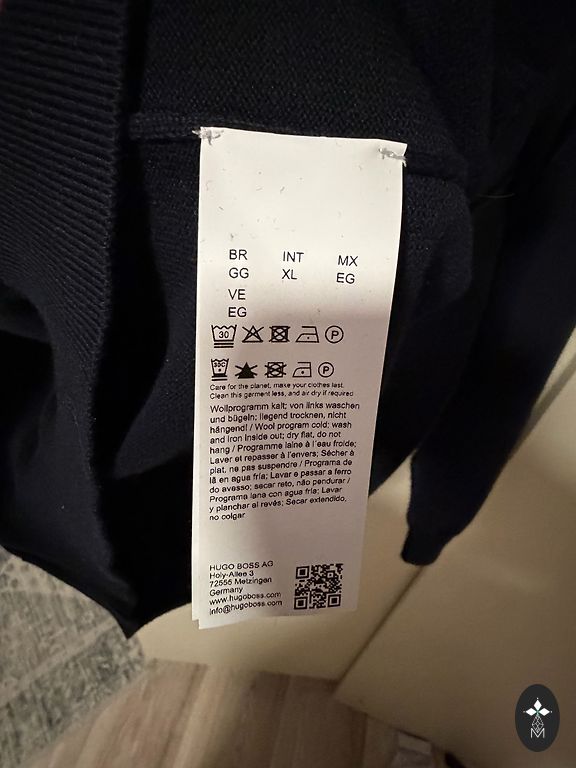 BR INT MX
GG XL EG
VE
EG
30 P
30°C P
Care for the planet, make your clothes last.
Clean this garment less, and air dry if required
Wollprogramm kalt; von links waschen
und bügeln; liegend trocknen, nicht
hängend! / Wool program cold; wash
and iron inside out; dry flat, do not
hang / Programme laine à l'eau froide;
Laver et repasser à l'envers; Sécher à
plat, ne pas suspendre / Programa de
lã em agua fria; Lavar e passar a ferro
do avesso; secar reto, não pendurar /
Programa lana con agua fría; Lavar
y planchar al revés; Secar extendido,
no colgar
HUGO BOSS AG
Holy-Allee 3
72555 Metzingen
Germany
www.hugoboss.com
info@hugoboss.com
M